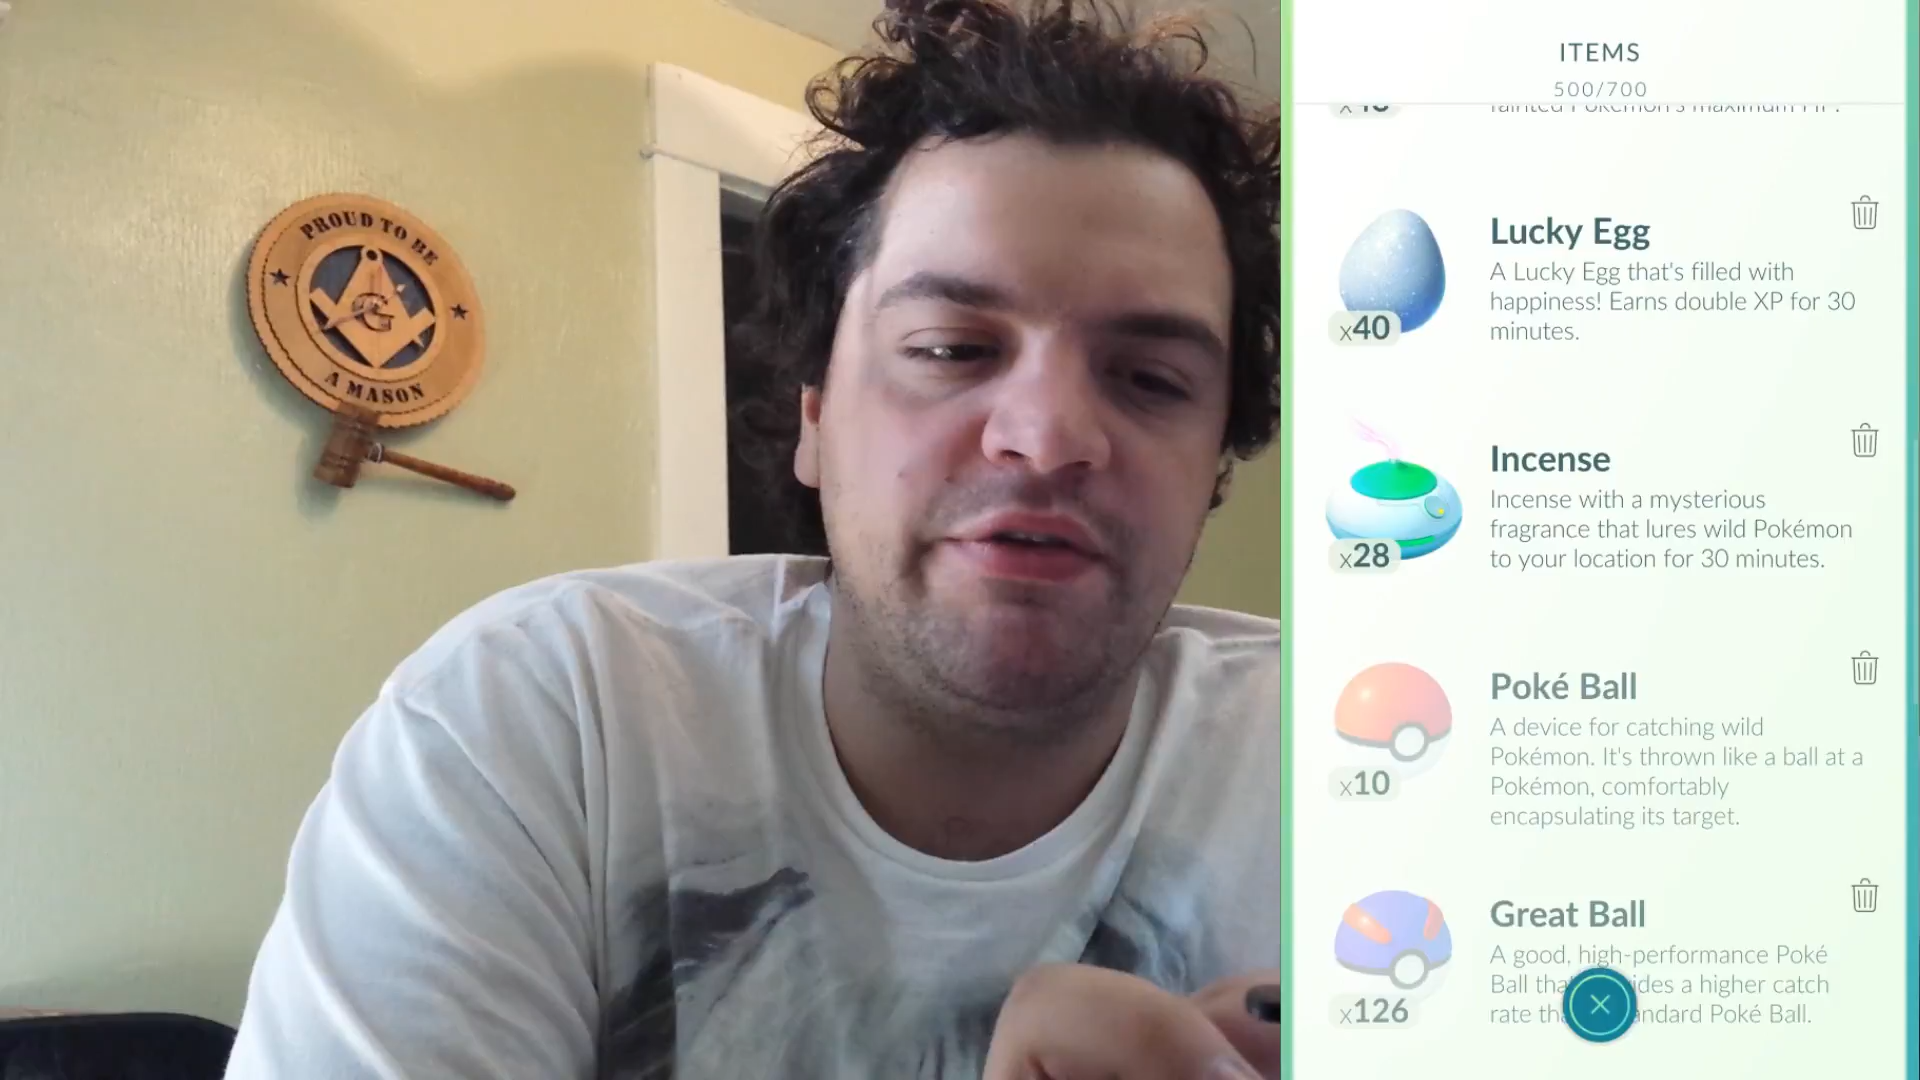 PROUD TO BE
G
A MASON
ITEMS
500/700
Lucky Egg
A Lucky Egg that's filled with
happiness! Earns double XP for 30
minutes.
x40
Incense
Incense with a mysterious
fragrance that lures wild Pokémon
to your location for 30 minutes.
x28
Poké Ball
A device for catching wild
Pokémon. It's thrown like a ball at a
Pokémon, comfortably
encapsulating its target.
x10
Great Ball
A good, high-performance Poké
Ball a higher catch
rate Poké Ball.
x126